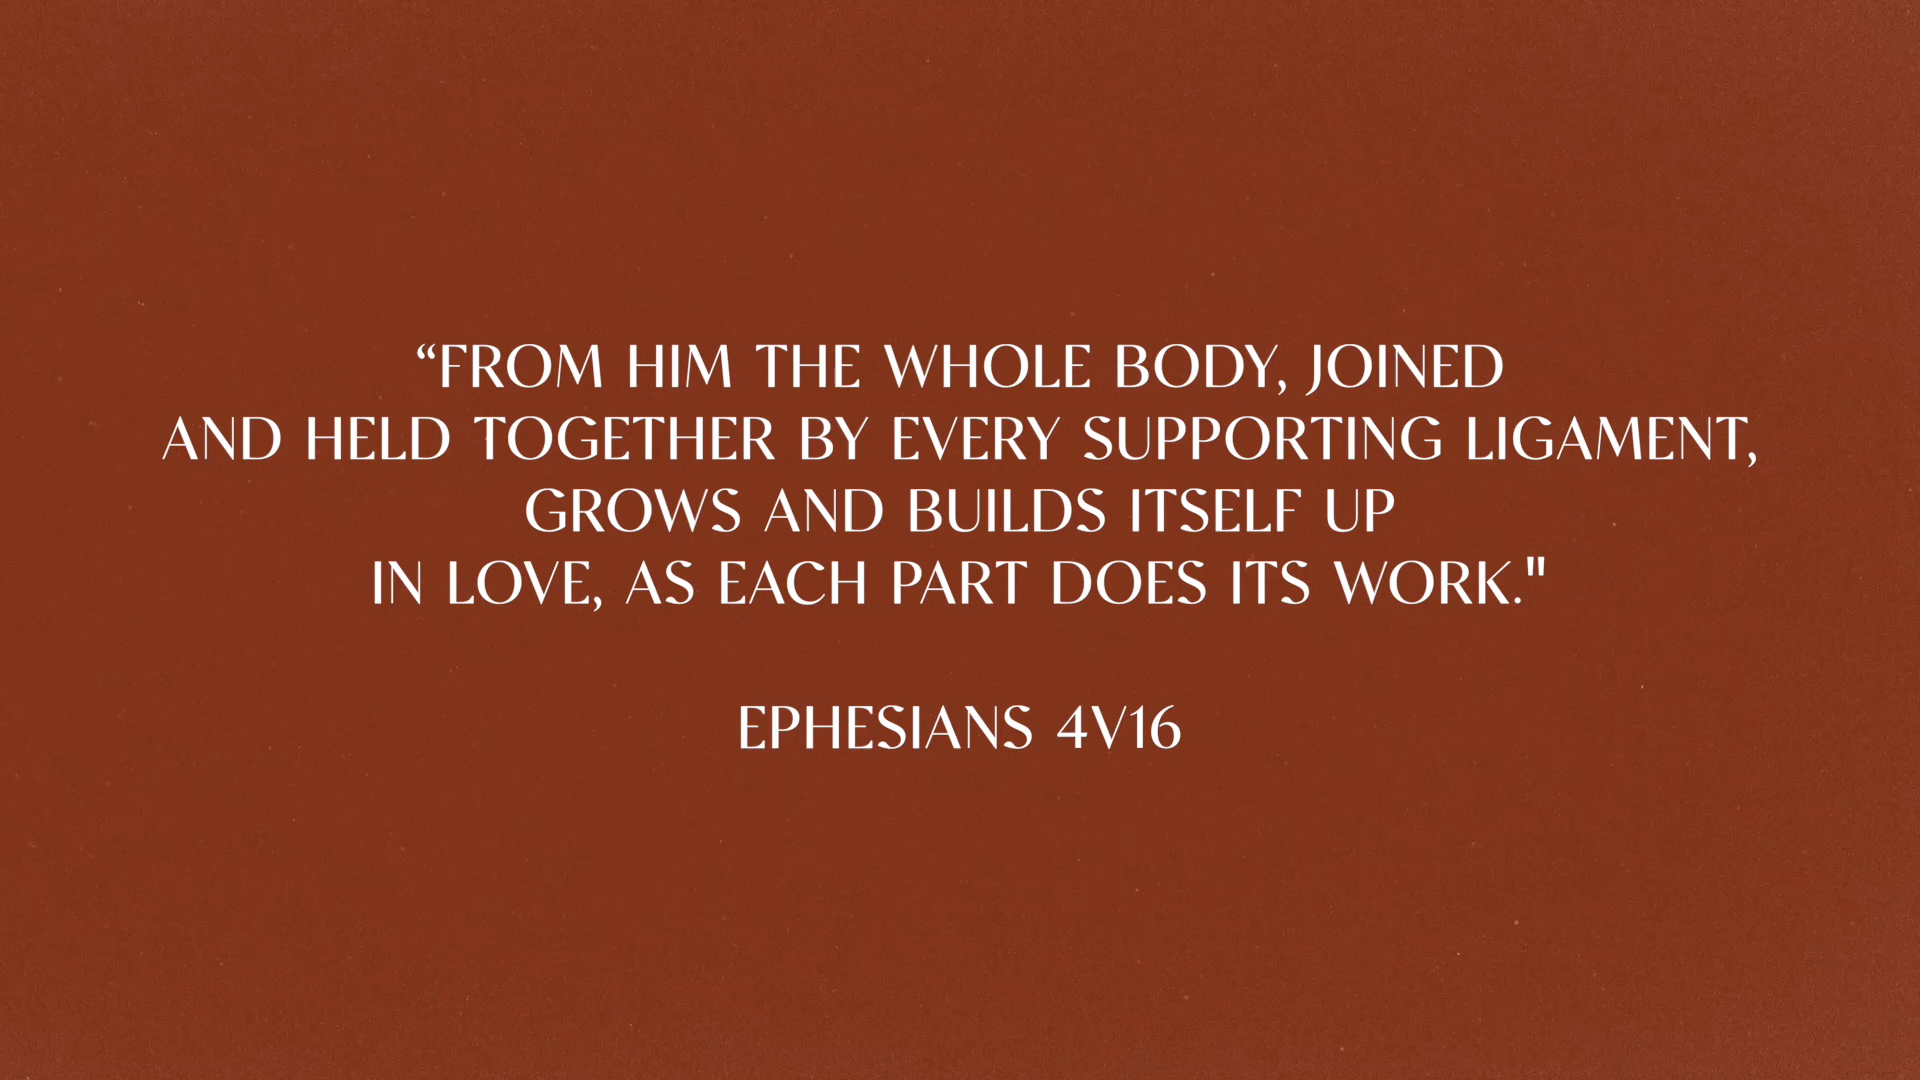 “FROM HIM THE WHOLE BODY, JOINED
AND HELD TOGETHER BY EVERY SUPPORTING LIGAMENT,
GROWS AND BUILDS ITSELF UP
IN LOVE, AS EACH PART DOES ITS WORK."
EPHESIANS 4V16